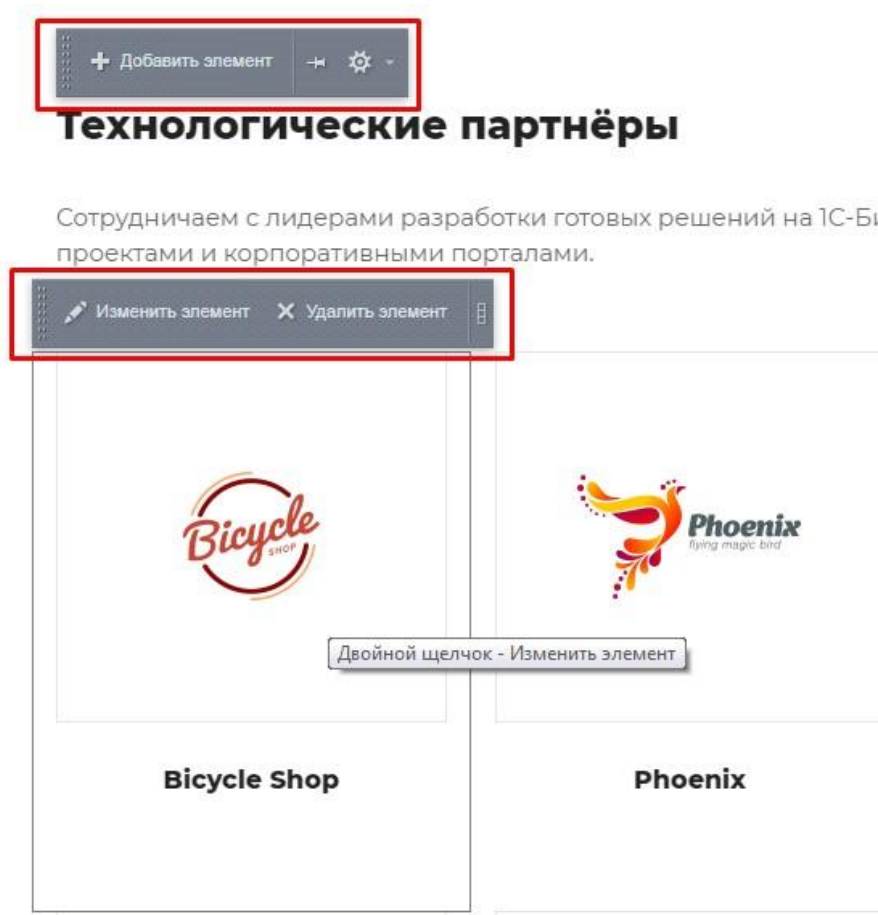 Добавить элемент
Технологические партнёры
Сотрудничаем с лидерами разработки готовых решений на 1С-Би
проектами и корпоративными порталами.
Изменить элемент Удалить элемент
Bicycle
SHOP
Phoenix
flying magic bird
Двойной щелчок - Изменить элемент
Bicycle Shop Phoenix